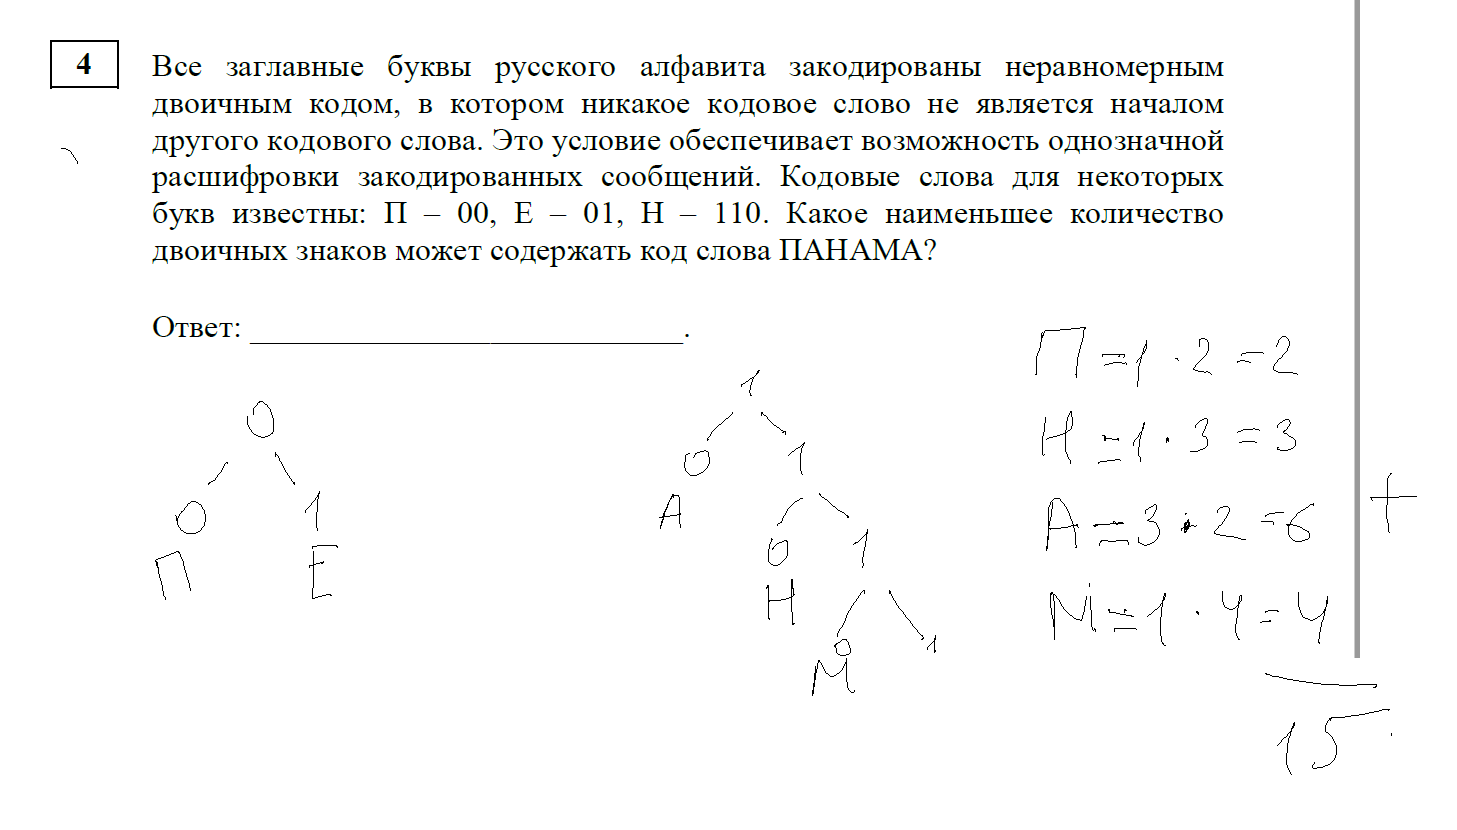 4
Все заглавные буквы русского алфавита закодированы неравномерным
двоичным кодом, в котором никакое кодовое слово не является началом
другого кодового слова. Это условие обеспечивает возможность однозначной
расшифровки закодированных сообщений. Кодовые слова для некоторых
букв известны: П – 00, Е – 01, Н – 110. Какое наименьшее количество
двоичных знаков может содержать код слова ПАНАМА?
Ответ: ____________________________.
0
0 1
П Е
1
0 1
А
0 1
Н
0 1
М
П = 1 · 2 = 2
Н = 1 · 3 = 3
А = 3 · 2 = 6
+
М = 1 · 4 = 4
15